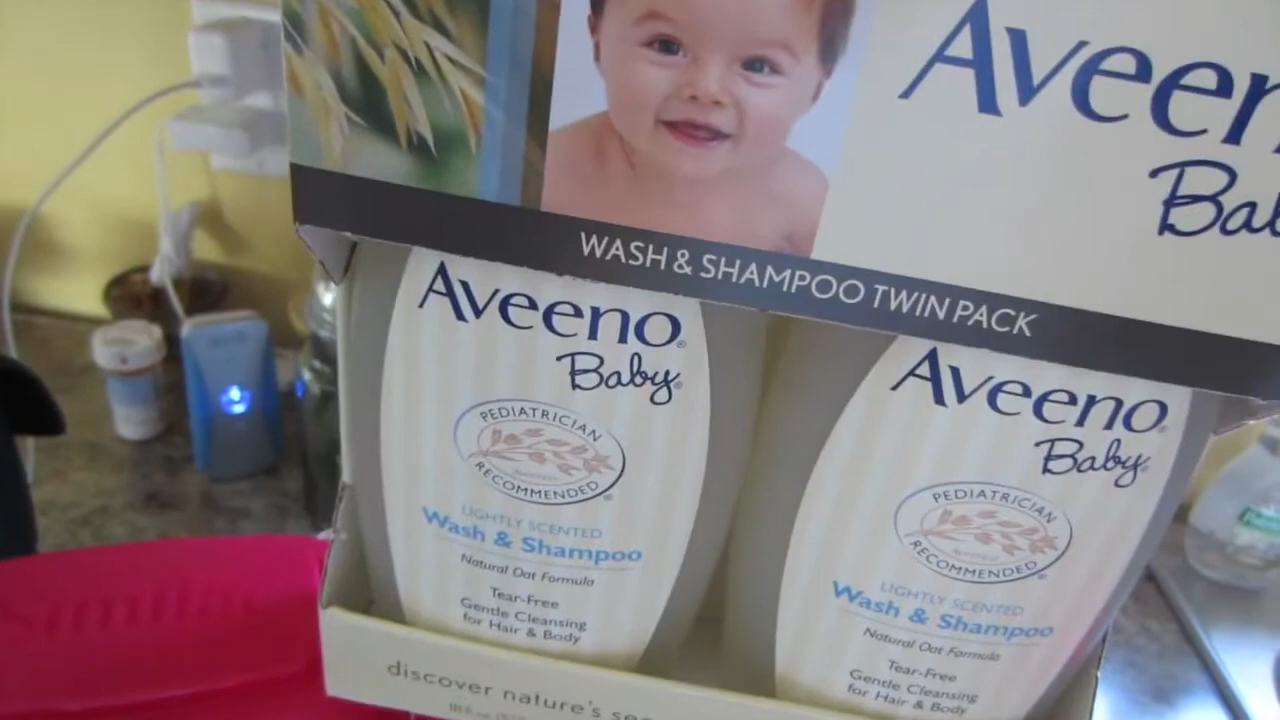 Aveen
Bab
WASH & SHAMPOO TWIN PACK
Aveeno
Baby
PEDIATRICIAN
RECOMMENDED
LIGHTLY SCENTED
Wash & Shampoo
Natural Oat Formula
Tear-Free
Gentle Cleansing
for Hair & Body
Aveeno
Baby
PEDIATRICIAN
RECOMMENDED
LIGHTLY SCENTED
Wash & Shampoo
Natural Oat Formula
Tear-Free
Gentle Cleansing
for Hair & Body
discover nature's